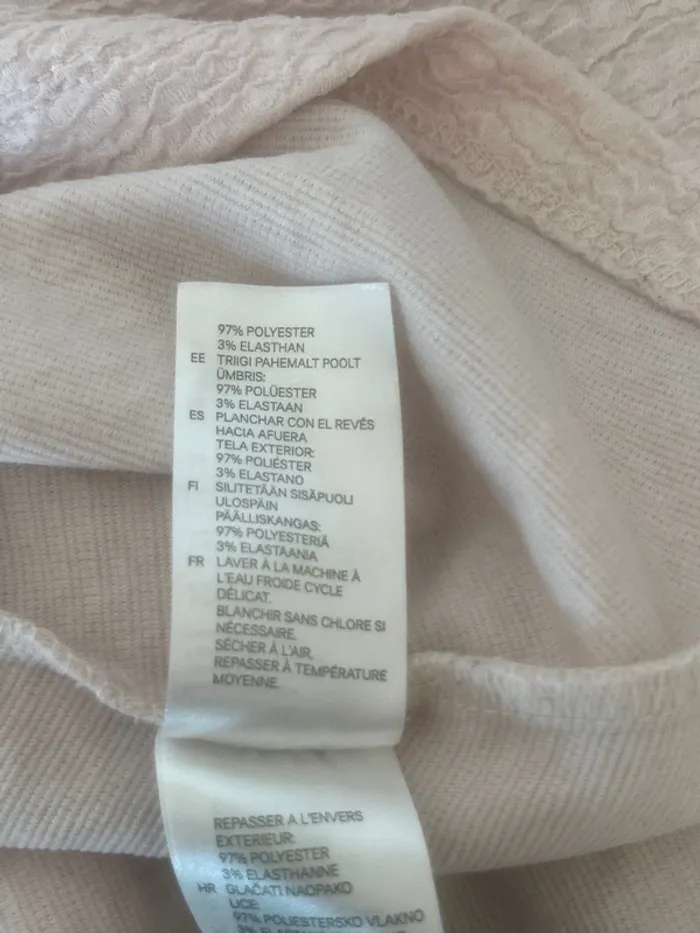 97% POLYESTER
3% ELASTHAN
EE TRIIGI PAHEMALT POOLT
ÜMBRIS:
97% POLÜESTER
3% ELASTAAN
ES PLANCHAR CON EL REVÉS
HACIA AFUERA
TELA EXTERIOR:
97% POLIÉSTER
3% ELASTANO
FI SILITETÄÄN SISÄPUOLI
ULOSPÄIN
PÄÄLLISKANGAS:
97% POLYESTERIÄ
3% ELASTAANIA
FR LAVER À LA MACHINE À
L'EAU FROIDE CYCLE
DÉLICAT.
BLANCHIR SANS CHLORE SI
NÉCESSAIRE.
SÉCHER À L'AIR.
REPASSER À TEMPÉRATURE
MOYENNE.
REPASSER A L'ENVERS
EXTERIEUR:
97% POLYESTER
3% ELASTHANNE
HR GLAČATI NAOPAKO
LICE:
97% POLIESTERSKO VLAKNO